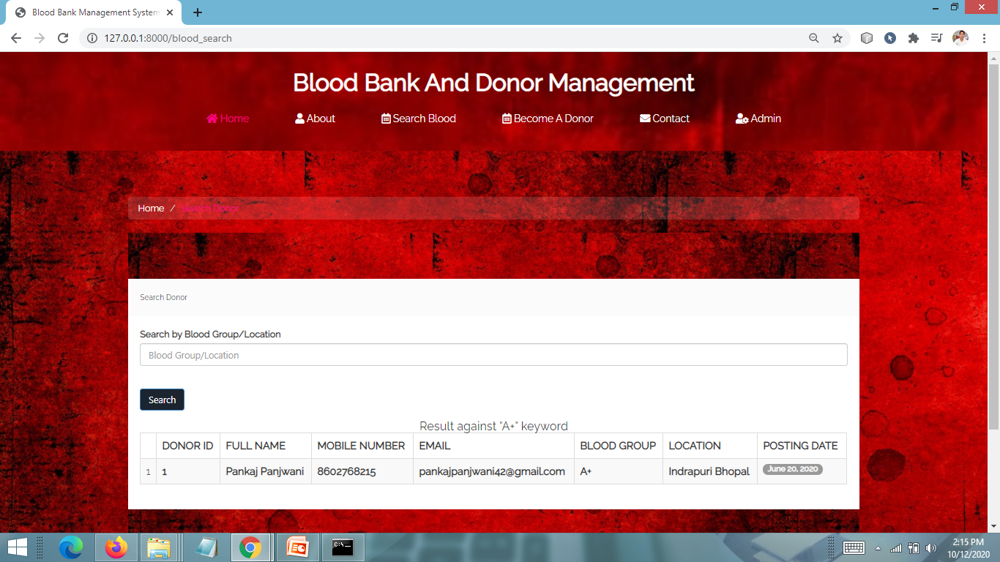 Blood Bank Management System
127.0.0.1:8000/blood_search
Blood Bank And Donor Management
Home About Search Blood Become A Donor Contact Admin
Home / Search Donor
Search Donor
Search by Blood Group/Location
Blood Group/Location
Search
Result against "A+" keyword
DONOR ID FULL NAME MOBILE NUMBER EMAIL BLOOD GROUP LOCATION POSTING DATE
1 1 Pankaj Panjwani 8602768215 pankajpanjwani42@gmail.com A+ Indrapuri Bhopal June 20, 2020
2:15 PM
10/12/2020